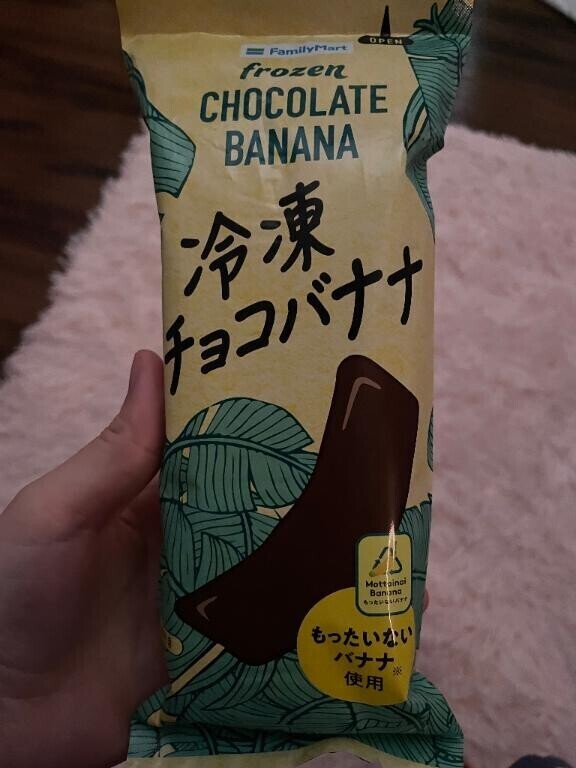 FamilyMart
OPEN
frozen
CHOCOLATE
BANANA
冷凍
チョコバナナ
Mottainai
Banana
もったいないバナナ
もったいない
バナナ※
使用